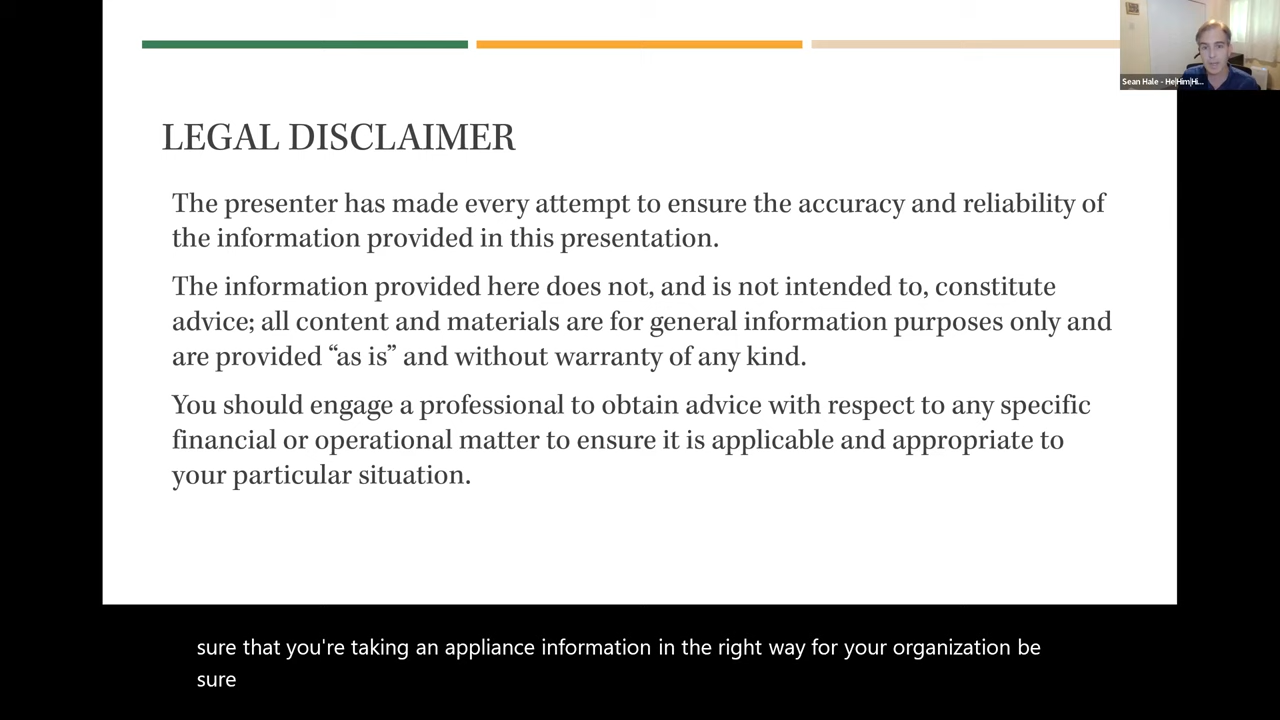 Sean Hale - He|Him|Hi...
LEGAL DISCLAIMER
The presenter has made every attempt to ensure the accuracy and reliability of
the information provided in this presentation.
The information provided here does not, and is not intended to, constitute
advice; all content and materials are for general information purposes only and
are provided “as is” and without warranty of any kind.
You should engage a professional to obtain advice with respect to any specific
financial or operational matter to ensure it is applicable and appropriate to
your particular situation.
sure that you're taking an appliance information in the right way for your organization be
sure